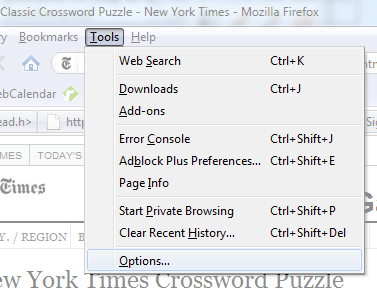 Classic Crossword Puzzle - New York Times - Mozilla Firefox
Bookmarks Tools Help
Web Search Ctrl+K
Downloads Ctrl+J
Add-ons
Error Console Ctrl+Shift+J
Adblock Plus Preferences... Ctrl+Shift+E
Page Info
Start Private Browsing Ctrl+Shift+P
Clear Recent History... Ctrl+Shift+Del
Options...
ebCalendar
ead.h>
http
IMES TODAY'S
Times
Y. / REGION B
ew York Times Crossword Puzzle